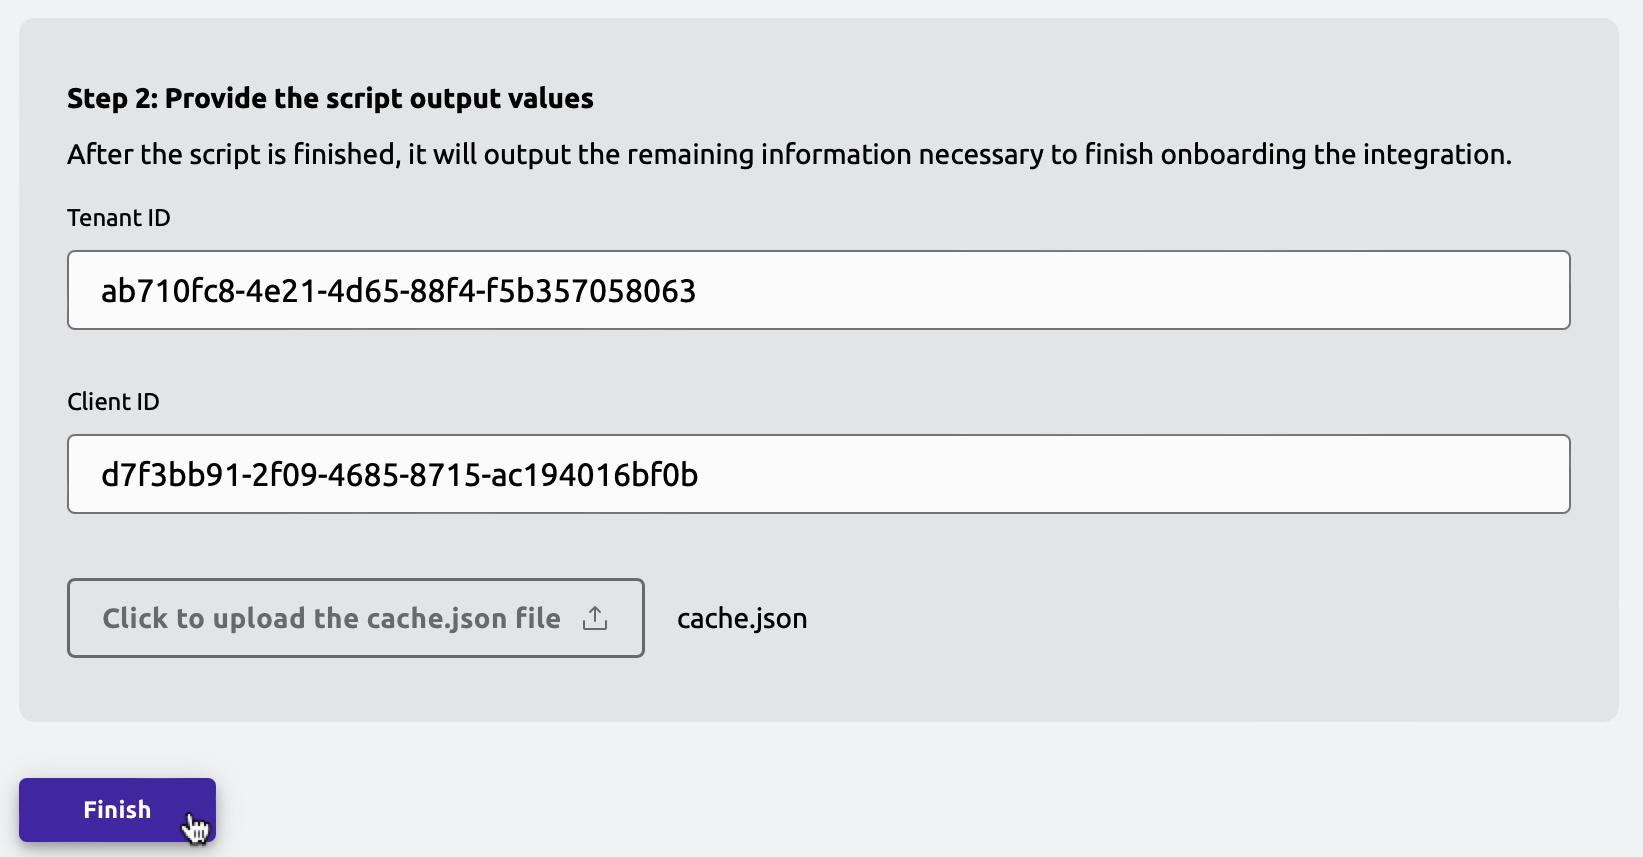 Step 2: Provide the script output values
After the script is finished, it will output the remaining information necessary to finish onboarding the integration.
Tenant ID
ab710fc8-4e21-4d65-88f4-f5b357058063
Client ID
d7f3bb91-2f09-4685-8715-ac194016bf0b
Click to upload the cache.json file cache.json
Finish